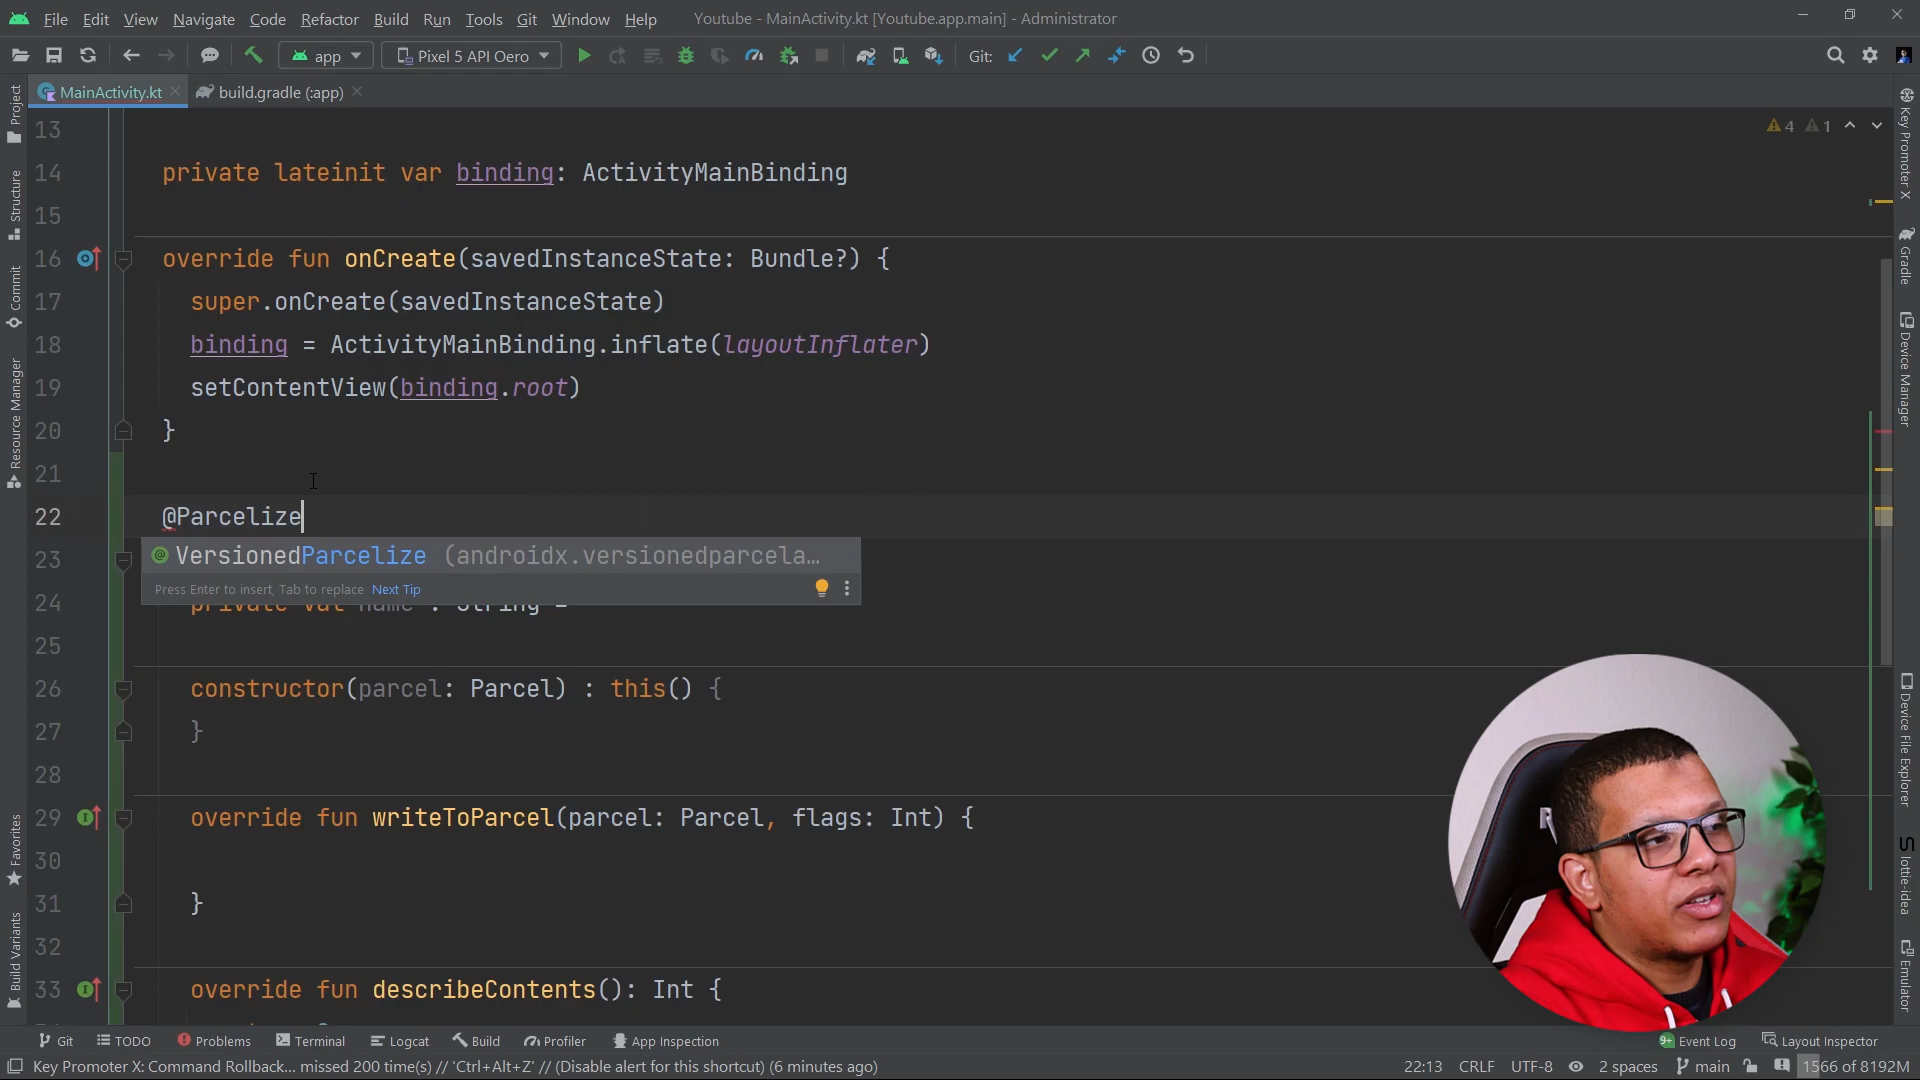 File Edit View Navigate Code Refactor Build Run Tools Git Window Help Youtube - MainActivity.kt [Youtube.app.main] - Administrator
app Pixel 5 API Oero Git:
MainActivity.kt build.gradle (:app)
4 1
13
14 private lateinit var binding: ActivityMainBinding
15
16 override fun onCreate(savedInstanceState: Bundle?) {
17 super.onCreate(savedInstanceState)
18 binding = ActivityMainBinding.inflate(layoutInflater)
19 setContentView(binding.root)
20 }
21
22 @Parcelize
23 VersionedParcelize (androidx.versionedparcela...
Press Enter to insert, Tab to replace Next Tip
24 private val name : String =
25
26 constructor(parcel: Parcel) : this() {
27 }
28
29 override fun writeToParcel(parcel: Parcel, flags: Int) {
30
31 }
32
33 override fun describeContents(): Int {
Project
Structure
Commit
Resource Manager
Favorites
Build Variants
Key Promoter X
Gradle
Device Manager
Device File Explorer
lottie-idea
Emulator
Git TODO Problems Terminal Logcat Build Profiler App Inspection 9+ Event Log Layout Inspector
Key Promoter X: Command Rollback... missed 200 time(s) // 'Ctrl+Alt+Z' // (Disable alert for this shortcut) (6 minutes ago) 22:13 CRLF UTF-8 2 spaces main 1566 of 8192M